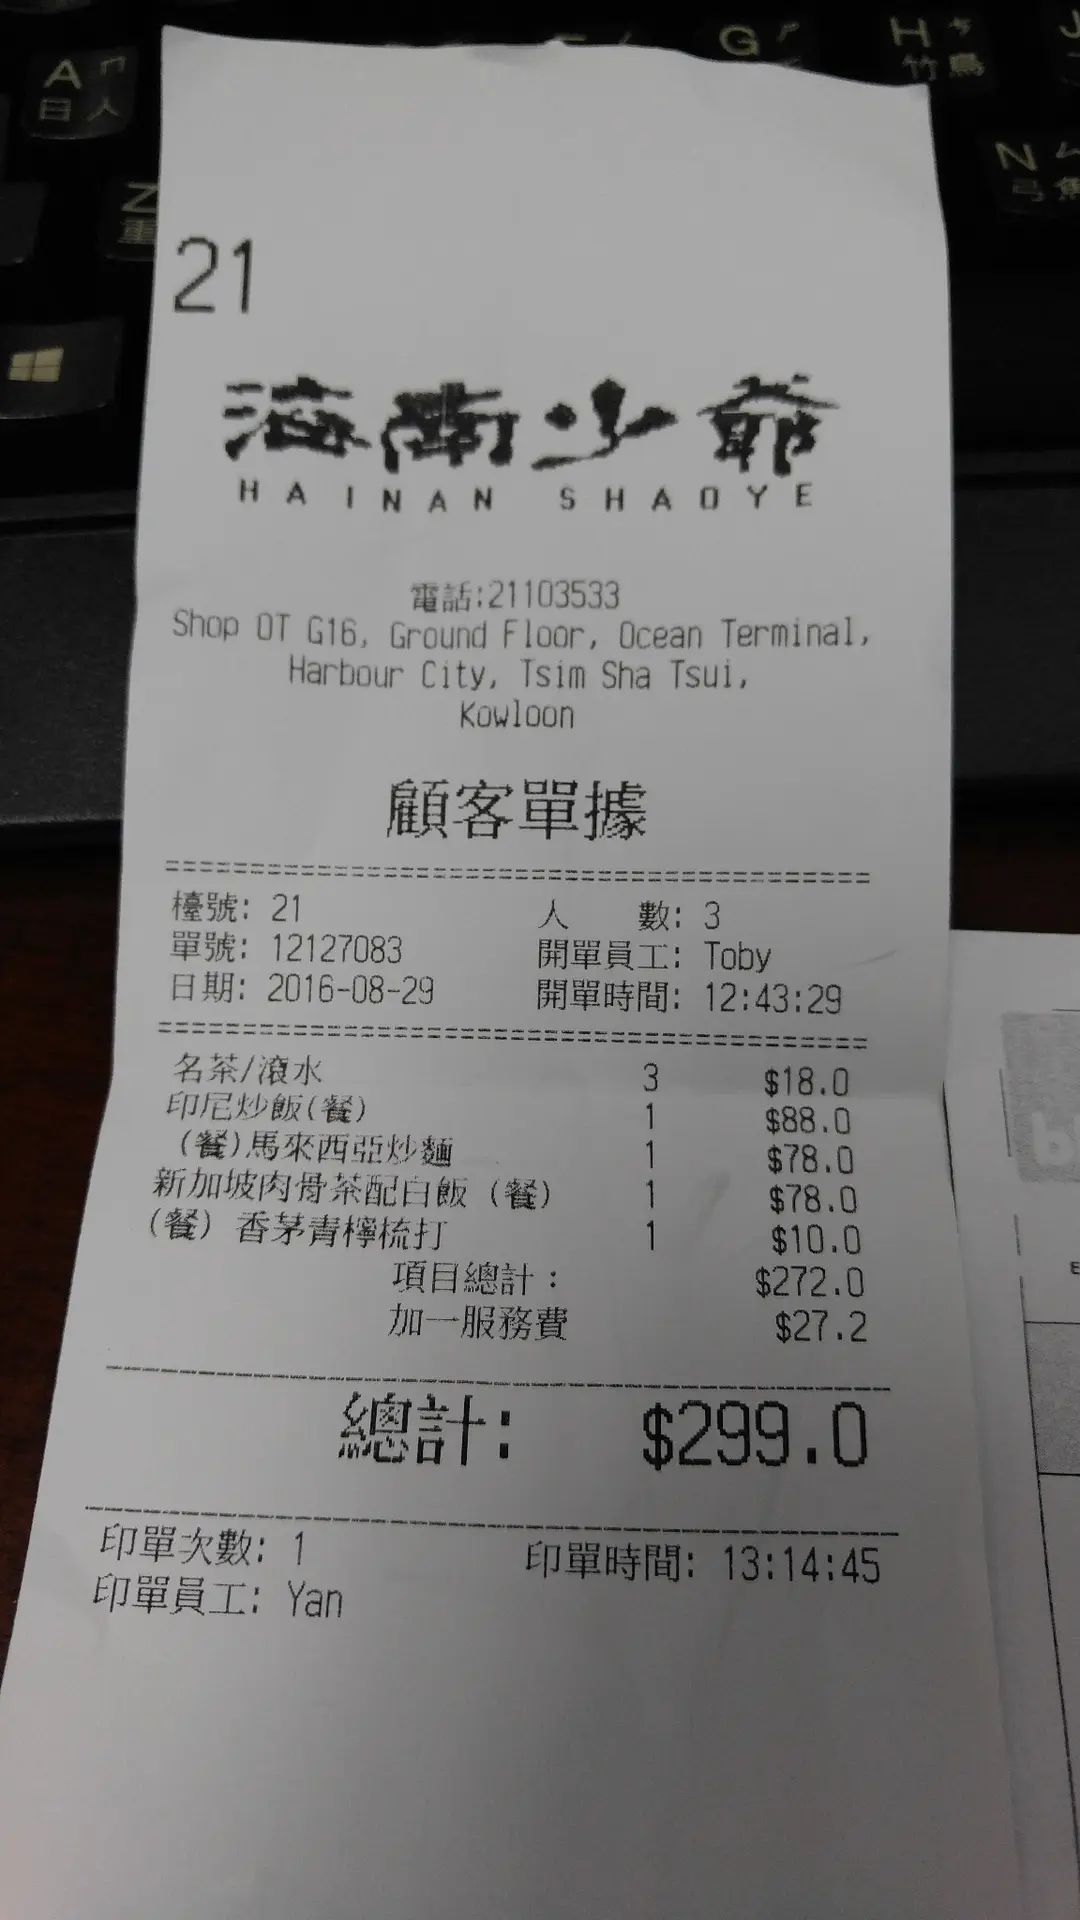 A 日 人
G
H 竹 鳥
J
Z 重
N 弓 魚
21
海南少爺
HAINAN SHAOYE
電話:21103533
Shop OT G16, Ground Floor, Ocean Terminal,
Harbour City, Tsim Sha Tsui,
Kowloon
顧客單據
========================================
檯號: 21 人 數: 3
單號: 12127083 開單員工: Toby
日期: 2016-08-29 開單時間: 12:43:29
========================================
名茶/滾水 3 $18.0
印尼炒飯(餐) 1 $88.0
(餐)馬來西亞炒麵 1 $78.0
新加坡肉骨茶配白飯 (餐) 1 $78.0
(餐) 香茅青檸梳打 1 $10.0
項目總計: $272.0
加一服務費 $27.2
總計: $299.0
印單次數: 1 印單時間: 13:14:45
印單員工: Yan